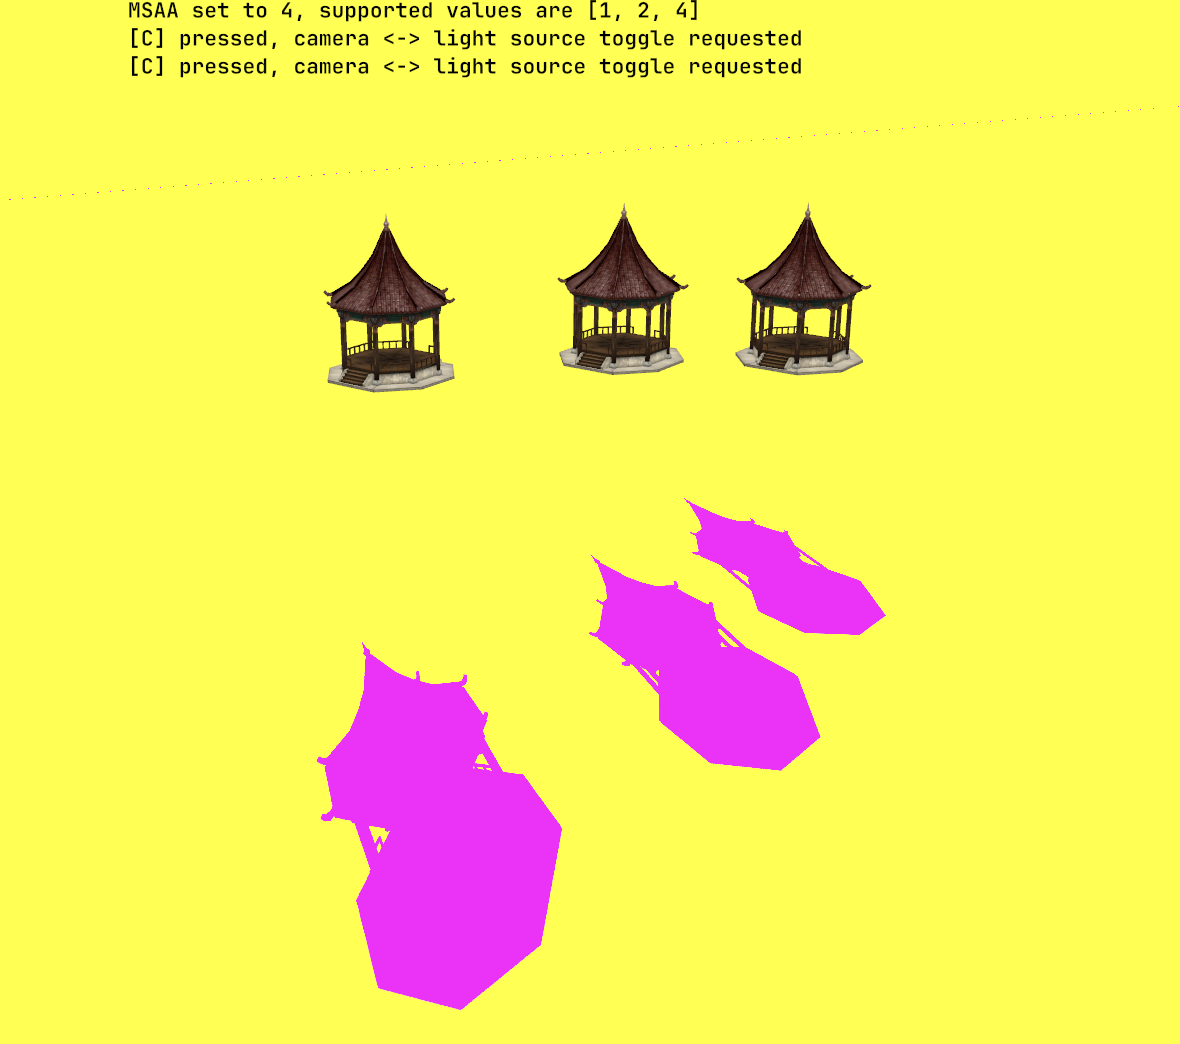 MSAA set to 4, supported values are [1, 2, 4]
[C] pressed, camera <-> light source toggle requested
[C] pressed, camera <-> light source toggle requested